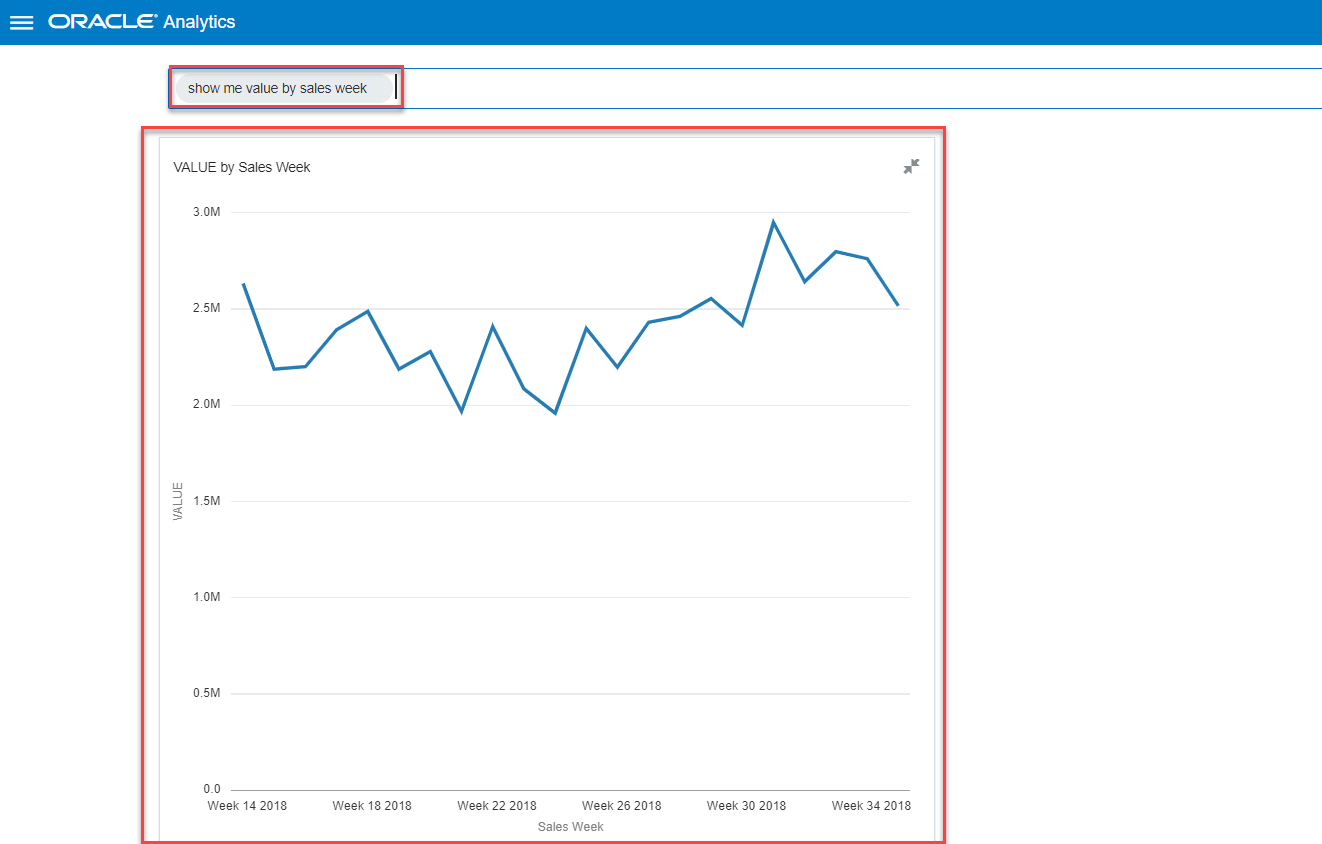 ORACLE® Analytics
show me value by sales week
VALUE by Sales Week
3.0M
2.5M
2.0M
1.5M
1.0M
0.5M
0.0
VALUE
Week 14 2018 Week 18 2018 Week 22 2018 Week 26 2018 Week 30 2018 Week 34 2018
Sales Week